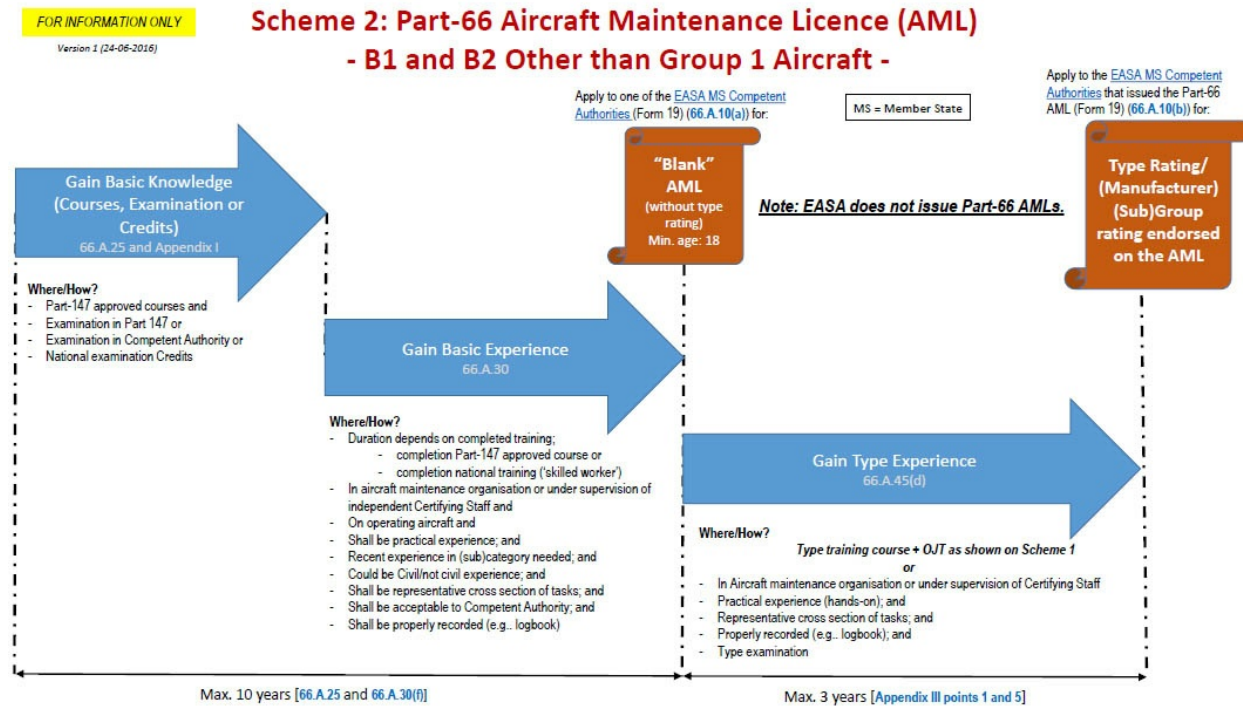 FOR INFORMATION ONLY
Version 1 (24-06-2016)
Scheme 2: Part-66 Aircraft Maintenance Licence (AML)
- B1 and B2 Other than Group 1 Aircraft -
Apply to one of the EASA MS Competent
Authorities (Form 19) (66.A.10(a)) for:
MS = Member State
Apply to the EASA MS Competent
Authorities that issued the Part-66
AML (Form 19) (66.A.10(b)) for:
Gain Basic Knowledge
(Courses, Examination or
Credits)
66.A.25 and Appendix I
"Blank"
AML
(without type
rating)
Min. age: 18
Note: EASA does not issue Part-66 AMLs.
Type Rating/
(Manufacturer)
(Sub)Group
rating endorsed
on the AML
Where/How?
- Part-147 approved courses and
- Examination in Part 147 or
- Examination in Competent Authority or
- National examination Credits
Gain Basic Experience
66.A.30
Where/How?
- Duration depends on completed training;
- completion Part-147 approved course or
- completion national training ('skilled worker')
- In aircraft maintenance organisation or under supervision of
independent Certifying Staff and
- On operating aircraft and
- Shall be practical experience; and
- Recent experience in (sub)category needed; and
- Could be Civil/not civil experience; and
- Shall be representative cross section of tasks; and
- Shall be acceptable to Competent Authority; and
- Shall be properly recorded (e.g.. logbook)
Gain Type Experience
66.A.45(d)
Where/How?
Type training course + OJT as shown on Scheme 1
or
- In Aircraft maintenance organisation or under supervision of Certifying Staff
- Practical experience (hands-on); and
- Representative cross section of tasks; and
- Properly recorded (e.g.. logbook); and
- Type examination
Max. 10 years [66.A.25 and 66.A.30(f)]
Max. 3 years [Appendix III points 1 and 5]